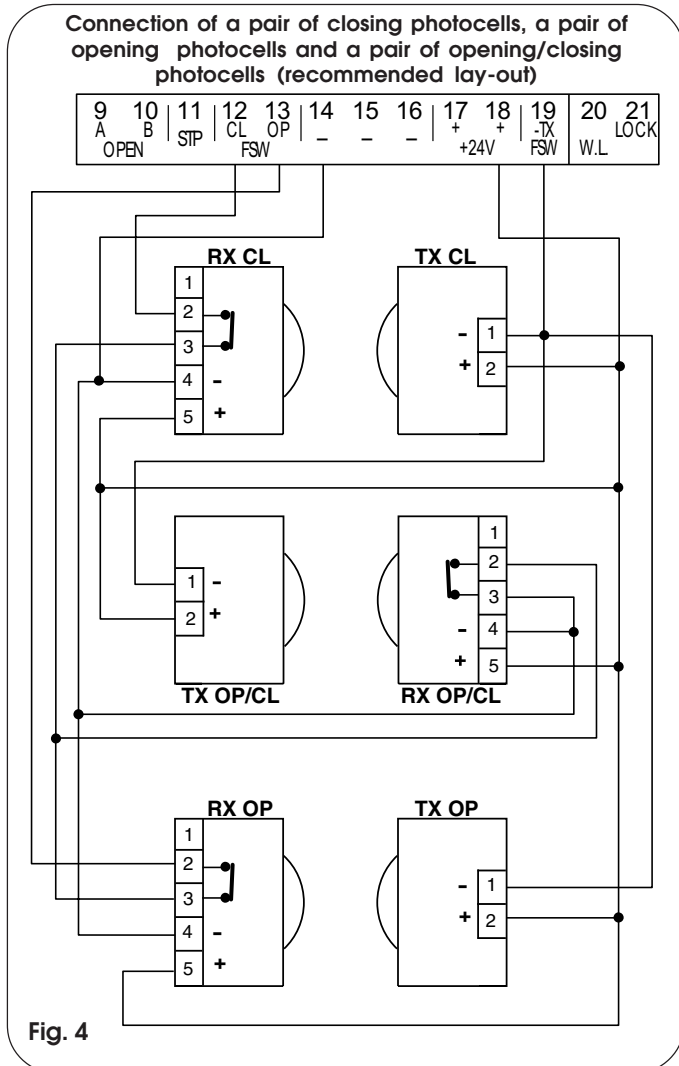 Connection of a pair of closing photocells, a pair of
opening photocells and a pair of opening/closing
photocells (recommended lay-out)
9 10 11 12 13 14 15 16 17 18 19 20 21
A B STP CL OP – – – + + -TX LOCK
OPEN FSW +24V FSW W.L.
RX CL TX CL
1
2
3
4 -
5 +
- 1
+ 2
1 -
2 +
1
2
3
- 4
+ 5
TX OP/CL RX OP/CL
RX OP TX OP
1
2
3
4 -
5 +
- 1
+ 2
Fig. 4